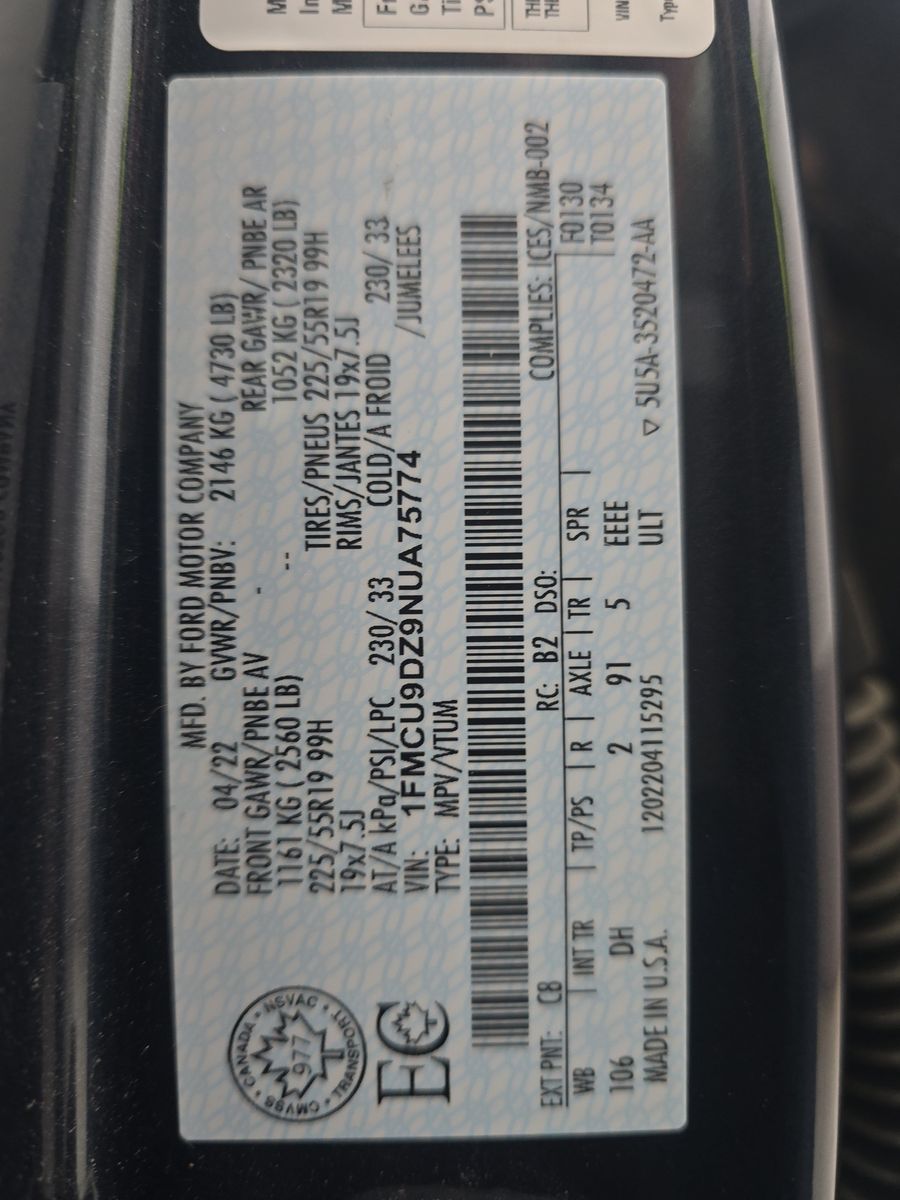 MFD. BY FORD MOTOR COMPANY
DATE: 04/22 GVWR/PNBV: 2146 KG ( 4730 LB)
FRONT GAWR/PNBE AV - REAR GAWR/ PNBE AR
1161 KG ( 2560 LB) -- 1052 KG ( 2320 LB)
225/55R19 99H TIRES/PNEUS 225/55R19 99H
19x7.5J RIMS/JANTES 19x7.5J
AT/A kPa/PSI/LPC 230/ 33 COLD/A FROID 230/ 33
VIN: 1FMCU9DZ9NUA75774 /JUMELEES
TYPE: MPV/VTUM
CANADA • NSVAC • TRANSPORT • CMVSS
977
EC
EXT PNT: C8 RC: B2 DSO: COMPLIES: ICES/NMB-002
WB | INT TR | TP/PS | R | AXLE | TR | SPR | F0130
T0134
106 DH 2 91 5 EEEE
ULT
MADE IN U.S.A. 1202204115295 ▽ 5U5A-3520472-AA
VIN